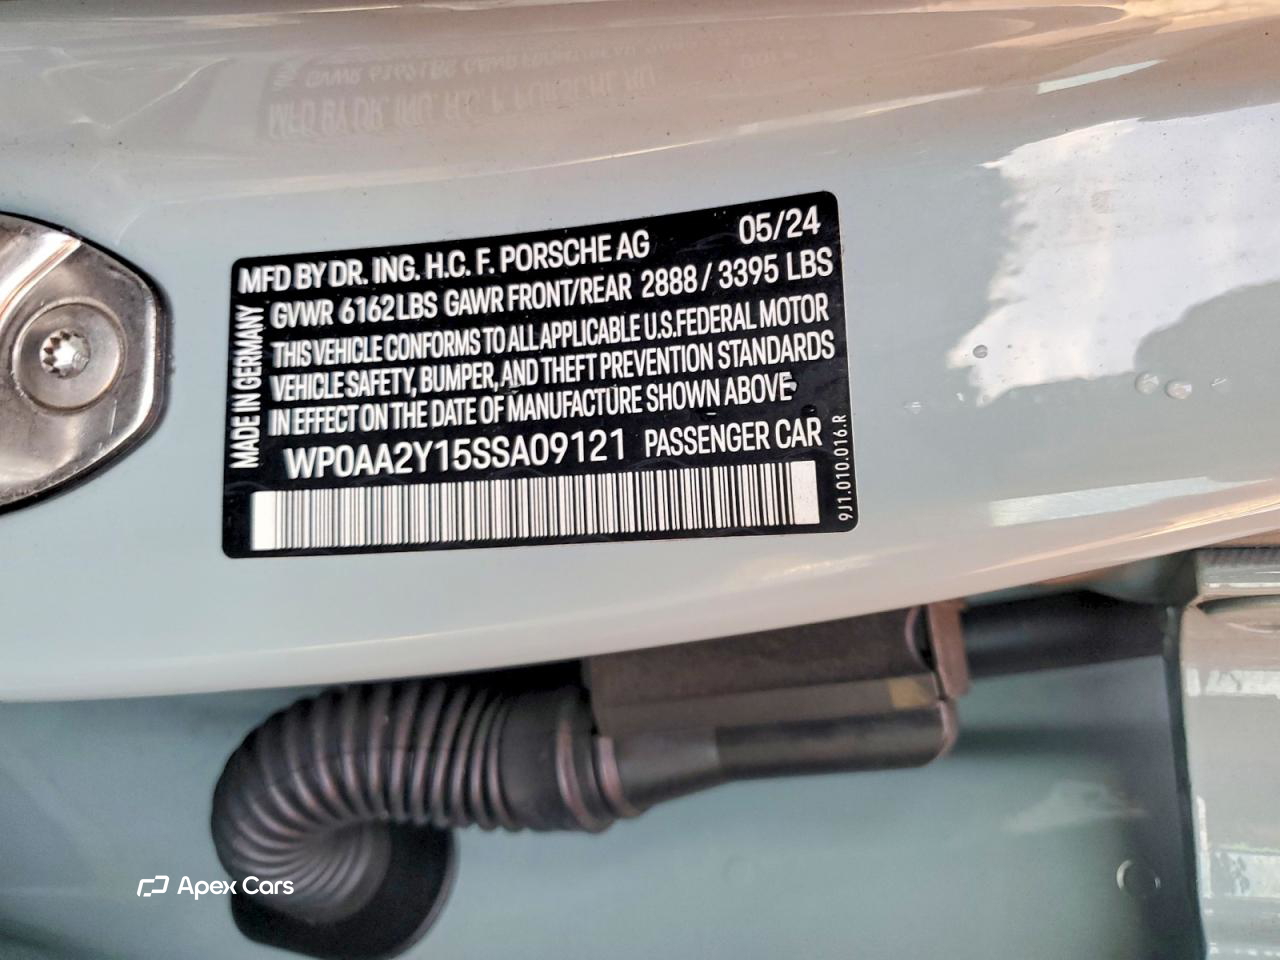 MFD BY DR. ING. H.C. F. PORSCHE AG 05/24
GVWR 6162LBS GAWR FRONT/REAR 2888 / 3395 LBS
THIS VEHICLE CONFORMS TO ALL APPLICABLE U.S.FEDERAL MOTOR
VEHICLE SAFETY, BUMPER, AND THEFT PREVENTION STANDARDS
IN EFFECT ON THE DATE OF MANUFACTURE SHOWN ABOVE.
WP0AA2Y15SSA09121 PASSENGER CAR
MADE IN GERMANY
9J1.010.016.R
Apex Cars